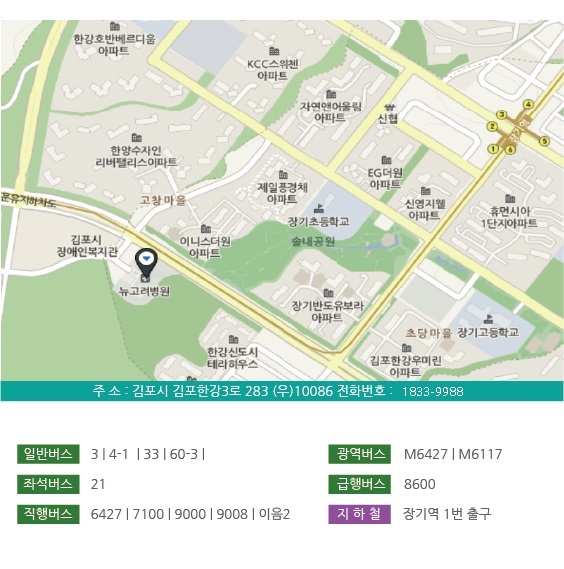 한강호반베르디움
아파트
KCC스위첸
아파트
자연앤어울림
아파트
신협
3
4
2
5
1
6
장기역
한양수자인
리버팰리스아파트
EG더원
아파트
제일풍경채
아파트
고창마을
신영지웰
아파트
휴먼시아
1단지아파트
운유지하차도
장기초등학교
김포시
장애인복지관
이니스더원
아파트
솔내공원
뉴고려병원
장기반도유보라
아파트
초당마을
장기고등학교
한강신도시
테라하우스
김포한강우미린
아파트
주 소 : 김포시 김포한강3로 283 (우)10086 전화번호 : 1833-9988
일반버스 3 | 4-1 | 33 | 60-3 |
광역버스 M6427 | M6117
좌석버스 21
급행버스 8600
직행버스 6427 | 7100 | 9000 | 9008 | 이음2
지 하 철 장기역 1번 출구